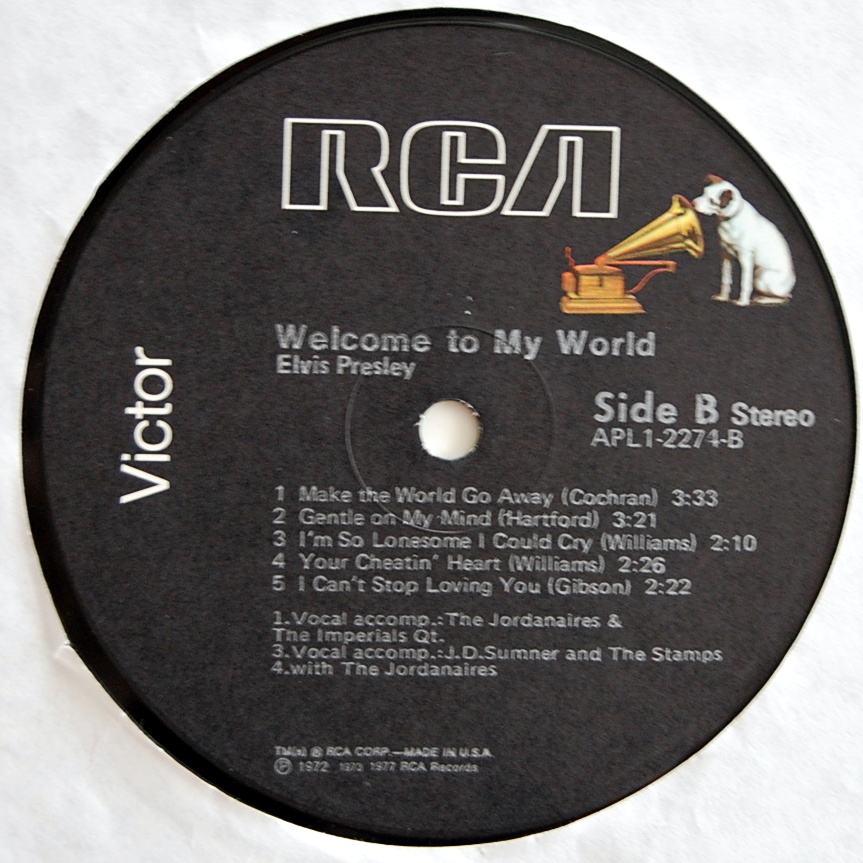 RCA
Victor
Welcome to My World
Elvis Presley
Side B Stereo
APL1-2274-B
1 Make the World Go Away (Cochran) 3:33
2 Gentle on My Mind (Hartford) 3:21
3 I'm So Lonesome I Could Cry (Williams) 2:10
4 Your Cheatin' Heart (Williams) 2:26
5 I Can't Stop Loving You (Gibson) 2:22
1.Vocal accomp.:The Jordanaires &
The Imperials Qt.
3.Vocal accomp.:J.D.Sumner and The Stamps
4.with The Jordanaires
TM(s) ® RCA CORP.—MADE IN U.S.A.
Ⓟ 1972 1973 1977 RCA Records